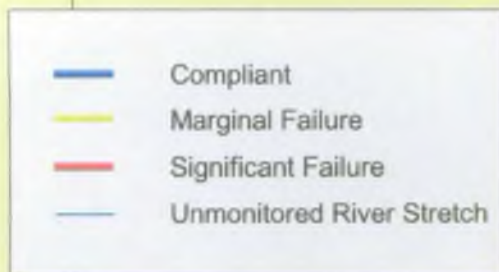 Compliant
Marginal Failure
Significant Failure
Unmonitored River Stretch